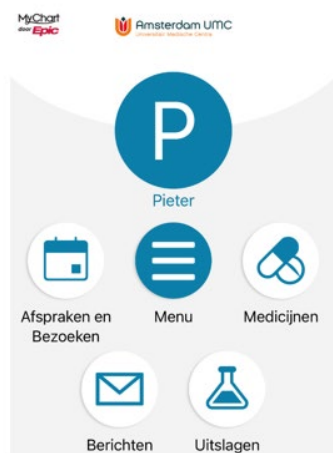 MyChart
door Epic
Amsterdam UMC
Universitair Medische Centra
P
Pieter
Afspraken en
Bezoeken
Menu
Medicijnen
Berichten
Uitslagen